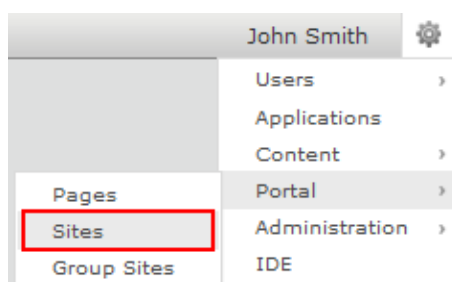 John Smith
Users
Applications
Content
Portal
Administration
IDE
Pages
Sites
Group Sites